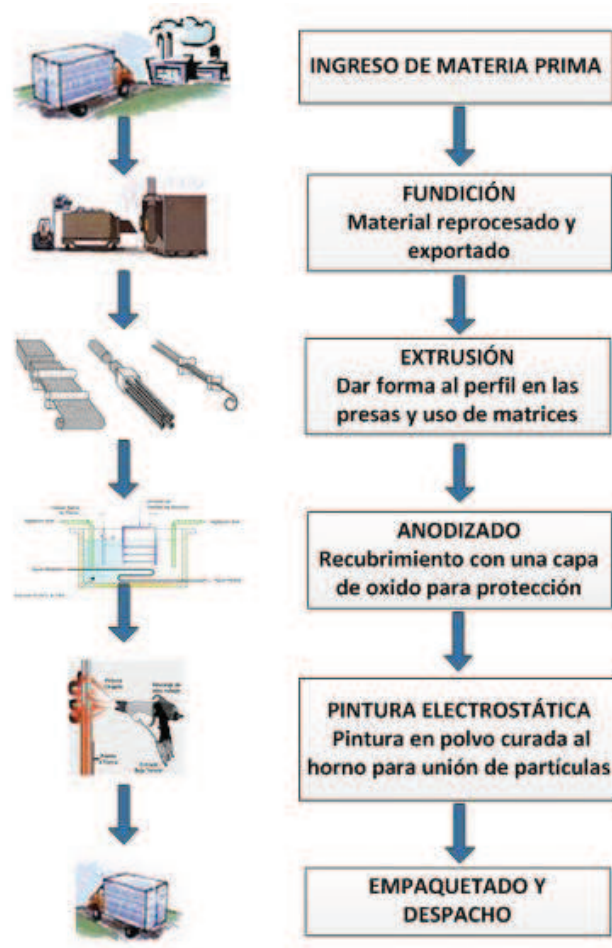 INGRESO DE MATERIA PRIMA
FUNDICIÓN
Material reprocesado y
exportado
EXTRUSIÓN
Dar forma al perfil en las
presas y uso de matrices
ANODIZADO
Recubrimiento con una capa
de oxido para protección
PINTURA ELECTROSTÁTICA
Pintura en polvo curada al
horno para unión de partículas
EMPAQUETADO Y
DESPACHO